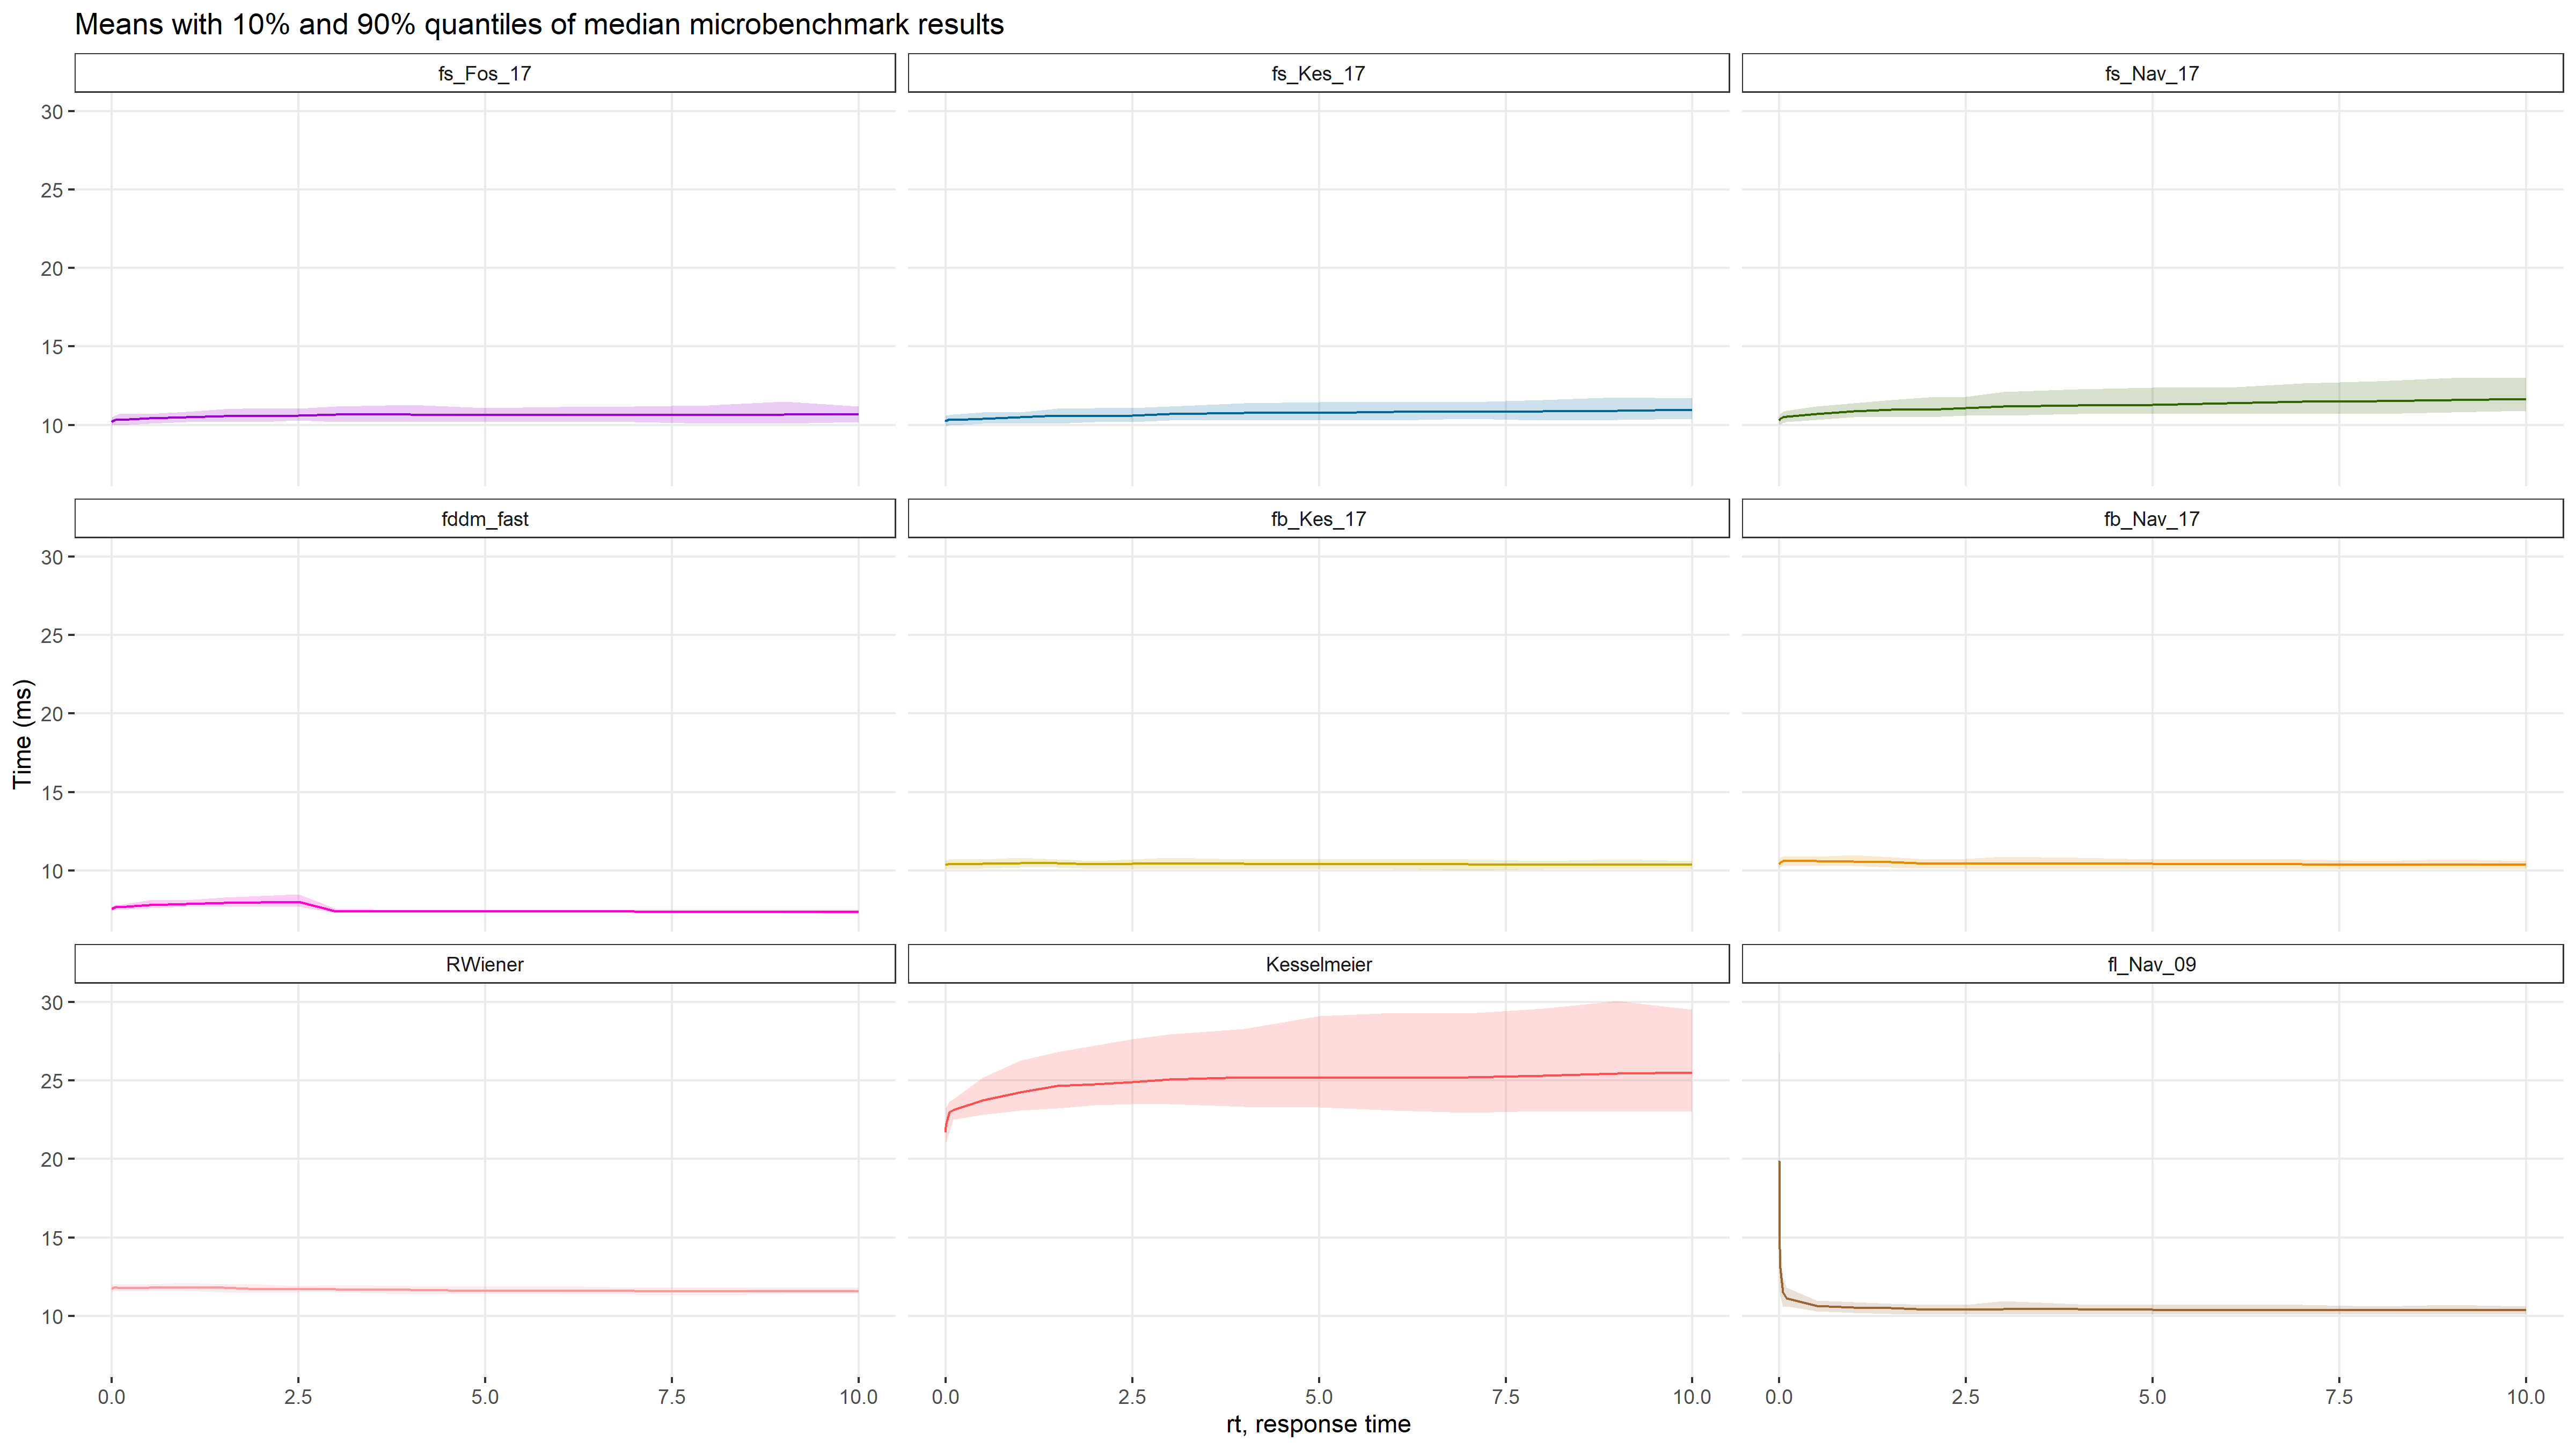 Means with 10% and 90% quantiles of median microbenchmark results
fs_Fos_17
fs_Kes_17
fs_Nav_17
30
25
20
15
10
fddm_fast
fb_Kes_17
fb_Nav_17
30
25
20
15
10
Time (ms)
RWiener
Kesselmeier
fl_Nav_09
30
25
20
15
10
0.0 2.5 5.0 7.5 10.0
0.0 2.5 5.0 7.5 10.0
0.0 2.5 5.0 7.5 10.0
rt, response time